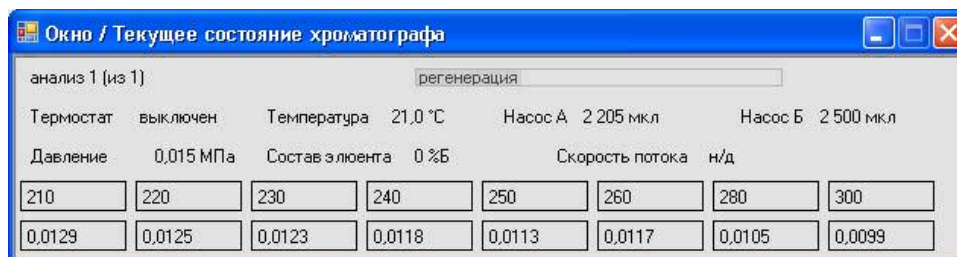 Окно / Текущее состояние хроматографа
анализ 1 (из 1) регенерация
Термостат выключен Температура 21,0 °C Насос А 2 205 мкл Насос Б 2 500 мкл
Давление 0,015 МПа Состав элюента 0 %Б Скорость потока н/д
210 220 230 240 250 260 280 300
0,0129 0,0125 0,0123 0,0118 0,0113 0,0117 0,0105 0,0099